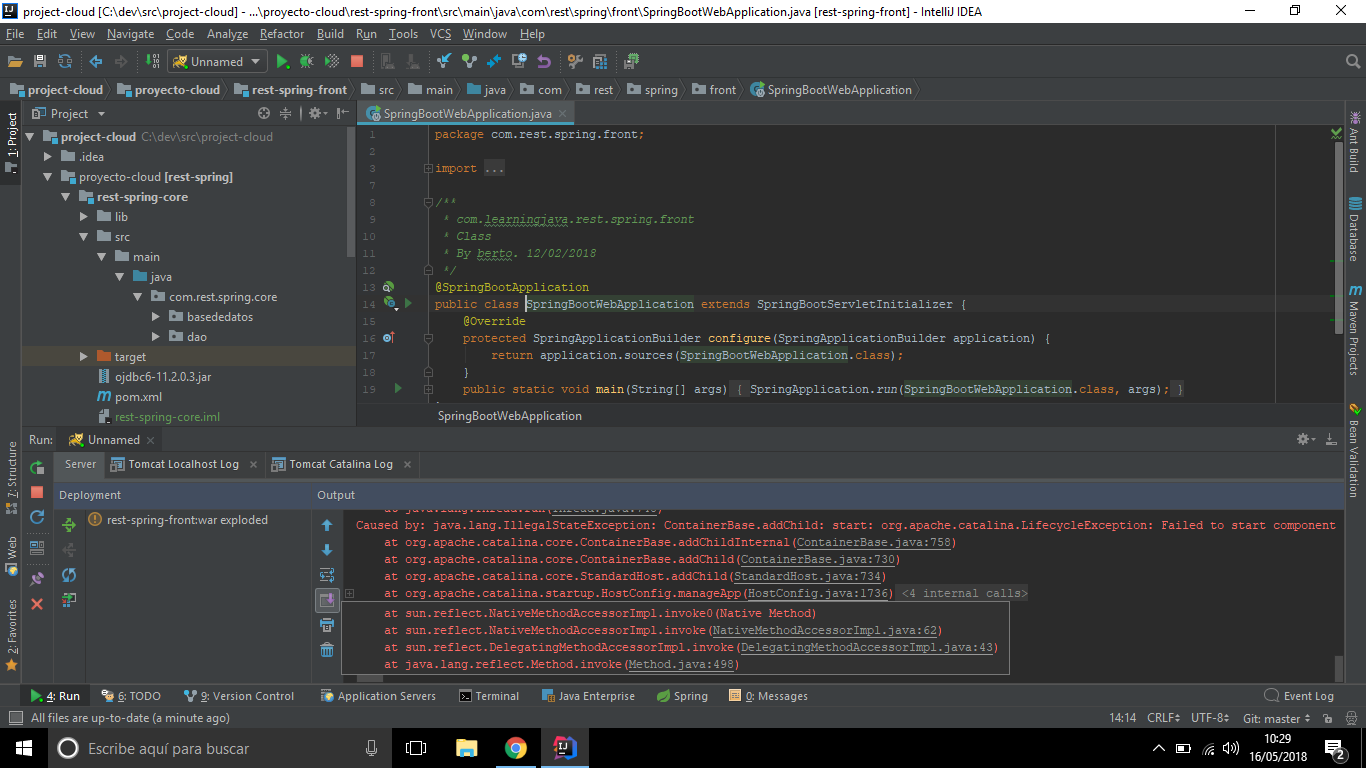 project-cloud [C:\dev\src\project-cloud] - ...\proyecto-cloud\rest-spring-front\src\main\java\com\rest\spring\front\SpringBootWebApplication.java [rest-spring-front] - IntelliJ IDEA
File Edit View Navigate Code Analyze Refactor Build Run Tools VCS Window Help
Unnamed
project-cloud proyecto-cloud rest-spring-front src main java com rest spring front SpringBootWebApplication
1: Project
Project
project-cloud C:\dev\src\project-cloud
.idea
proyecto-cloud [rest-spring]
rest-spring-core
lib
src
main
java
com.rest.spring.core
basededatos
dao
target
ojdbc6-11.2.0.3.jar
pom.xml
rest-spring-core.iml
SpringBootWebApplication.java
1 package com.rest.spring.front;
2
3 import ...
7
8 /**
9 * com.learningjava.rest.spring.front
10 * Class
11 * By berto. 12/02/2018
12 */
13 @SpringBootApplication
14 public class SpringBootWebApplication extends SpringBootServletInitializer {
15 @Override
16 protected SpringApplicationBuilder configure(SpringApplicationBuilder application) {
17 return application.sources(SpringBootWebApplication.class);
18 }
19 public static void main(String[] args) { SpringApplication.run(SpringBootWebApplication.class, args); }
SpringBootWebApplication
Ant Build
Database
Maven Projects
Bean Validation
7: Structure
Web
2: Favorites
Run: Unnamed
Server Tomcat Localhost Log Tomcat Catalina Log
Deployment Output
rest-spring-front:war exploded
at java.lang.Thread.run(Thread.java:748)
Caused by: java.lang.IllegalStateException: ContainerBase.addChild: start: org.apache.catalina.LifecycleException: Failed to start component
at org.apache.catalina.core.ContainerBase.addChildInternal(ContainerBase.java:758)
at org.apache.catalina.core.ContainerBase.addChild(ContainerBase.java:730)
at org.apache.catalina.core.StandardHost.addChild(StandardHost.java:734)
at org.apache.catalina.startup.HostConfig.manageApp(HostConfig.java:1736) <4 internal calls>
at sun.reflect.NativeMethodAccessorImpl.invoke0(Native Method)
at sun.reflect.NativeMethodAccessorImpl.invoke(NativeMethodAccessorImpl.java:62)
at sun.reflect.DelegatingMethodAccessorImpl.invoke(DelegatingMethodAccessorImpl.java:43)
at java.lang.reflect.Method.invoke(Method.java:498)
4: Run 6: TODO 9: Version Control Application Servers Terminal Java Enterprise Spring 0: Messages Event Log
All files are up-to-date (a minute ago) 14:14 CRLF UTF-8 Git: master
Escribe aquí para buscar
10:29
16/05/2018
2